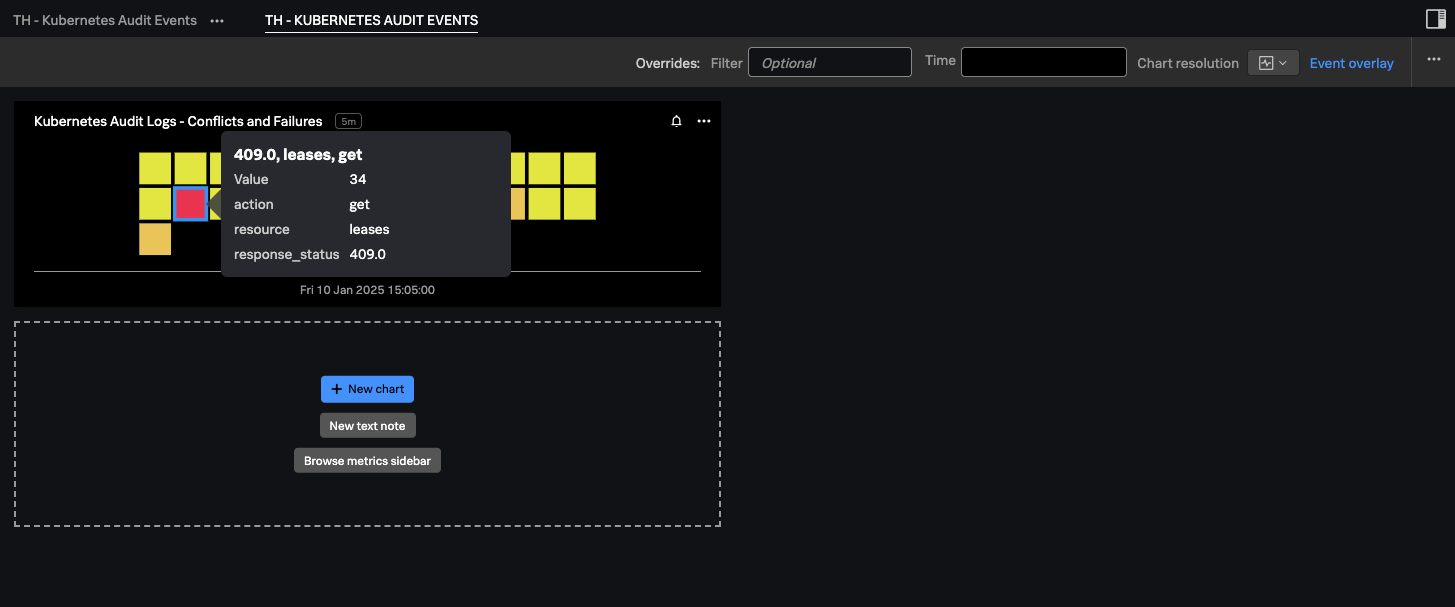 TH - Kubernetes Audit Events ... TH - KUBERNETES AUDIT EVENTS
Overrides: Filter Optional Time Chart resolution Event overlay ...
Kubernetes Audit Logs - Conflicts and Failures 5m ...
409.0, leases, get
Value 34
action get
resource leases
response_status 409.0
Fri 10 Jan 2025 15:05:00
+ New chart
New text note
Browse metrics sidebar